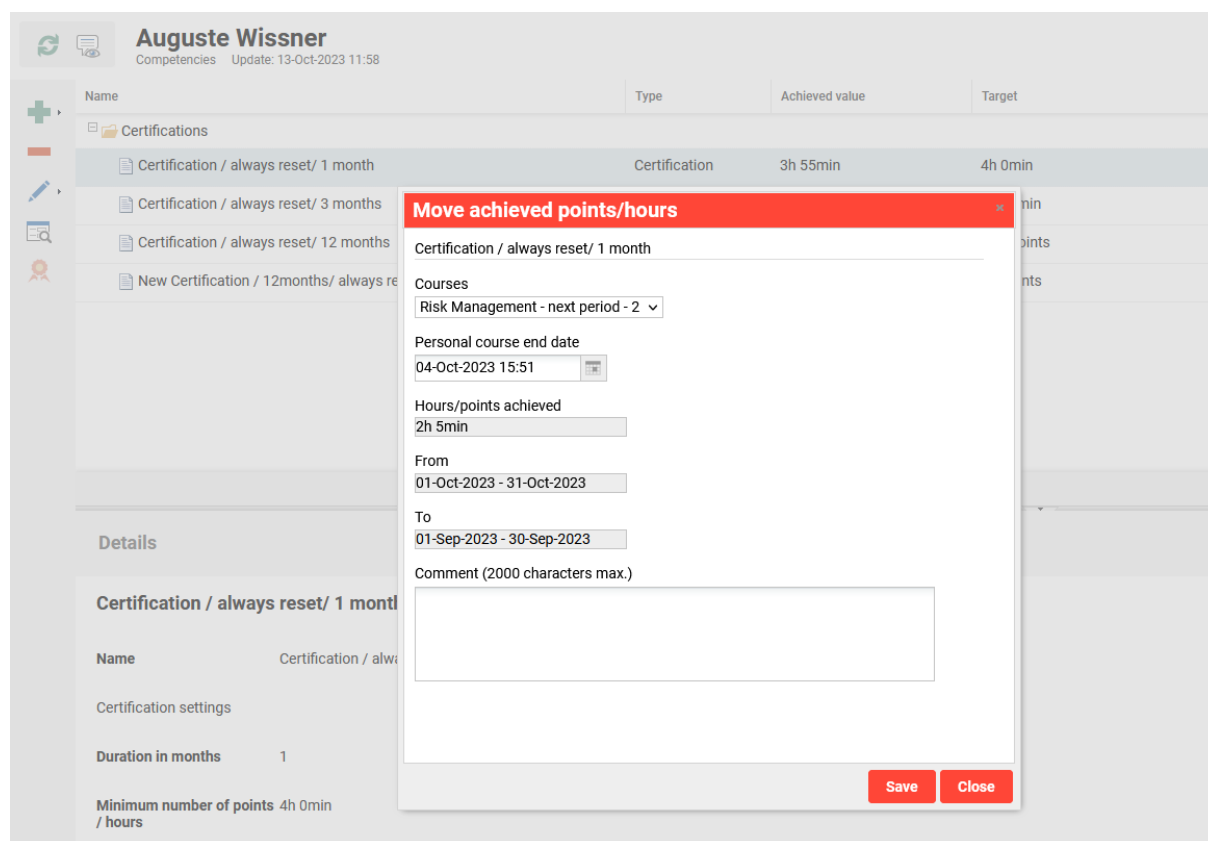 Auguste Wissner
Competencies Update: 13-Oct-2023 11:58
Name Type Achieved value Target
Certifications
Certification / always reset/ 1 month Certification 3h 55min 4h 0min
Certification / always reset/ 3 months
Certification / always reset/ 12 months
New Certification / 12months/ always
Move achieved points/hours
Certification / always reset/ 1 month
Courses
Risk Management - next period - 2
Personal course end date
04-Oct-2023 15:51
Hours/points achieved
2h 5min
From
01-Oct-2023 - 31-Oct-2023
To
01-Sep-2023 - 30-Sep-2023
Comment (2000 characters max.)
Save Close
Details
Certification / always reset/ 1
Name Certification /
Certification settings
Duration in months 1
Minimum number of points 4h 0min
/ hours